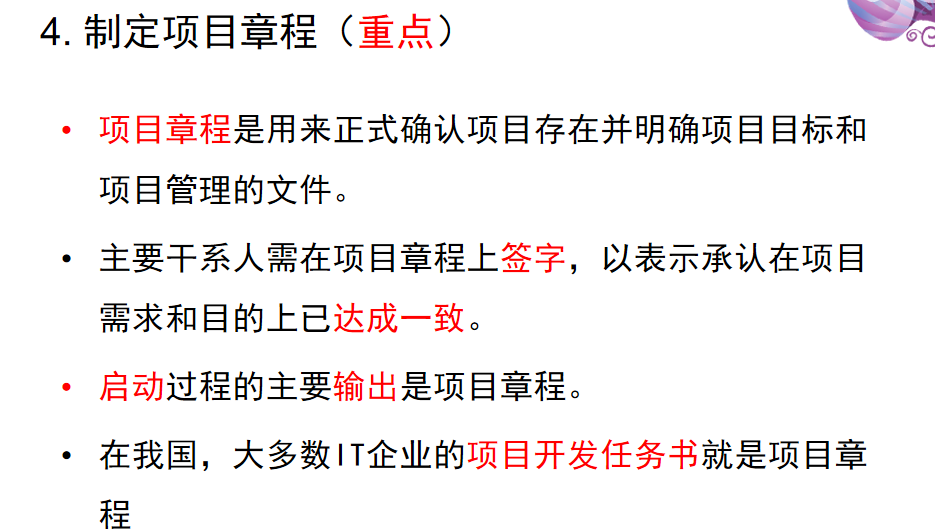 4. 制定项目章程（重点）
• 项目章程是用来正式确认项目存在并明确项目目标和
项目管理的文件。
• 主要干系人需在项目章程上签字，以表示承认在项目
需求和目的上已达成一致。
• 启动过程的主要输出是项目章程。
• 在我国，大多数IT企业的项目开发任务书就是项目章
程